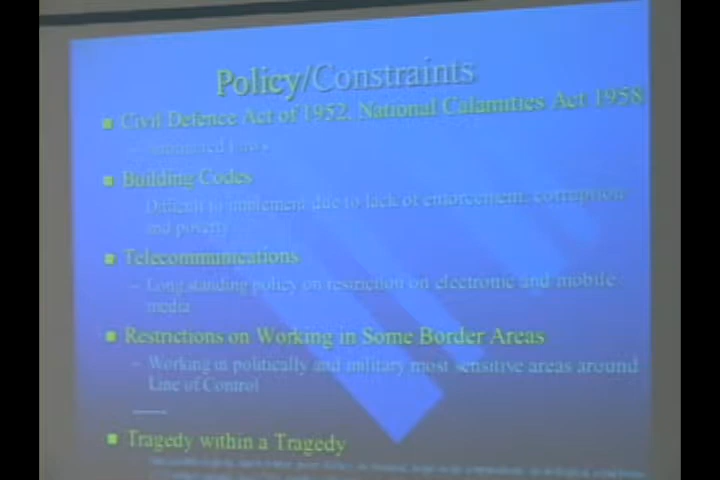 Policy/Constraints
Civil Defence Act of 1952, National Calamities Act 1958
Building Codes
Difficult to implement due to lack of enforcement, corruption
and poverty
Telecommunications
– Long standing policy on restriction on electronic and mobile
media
Restrictions on Working in Some Border Areas
– Working in politically and military most sensitive areas around
Line of Control
Tragedy within a Tragedy